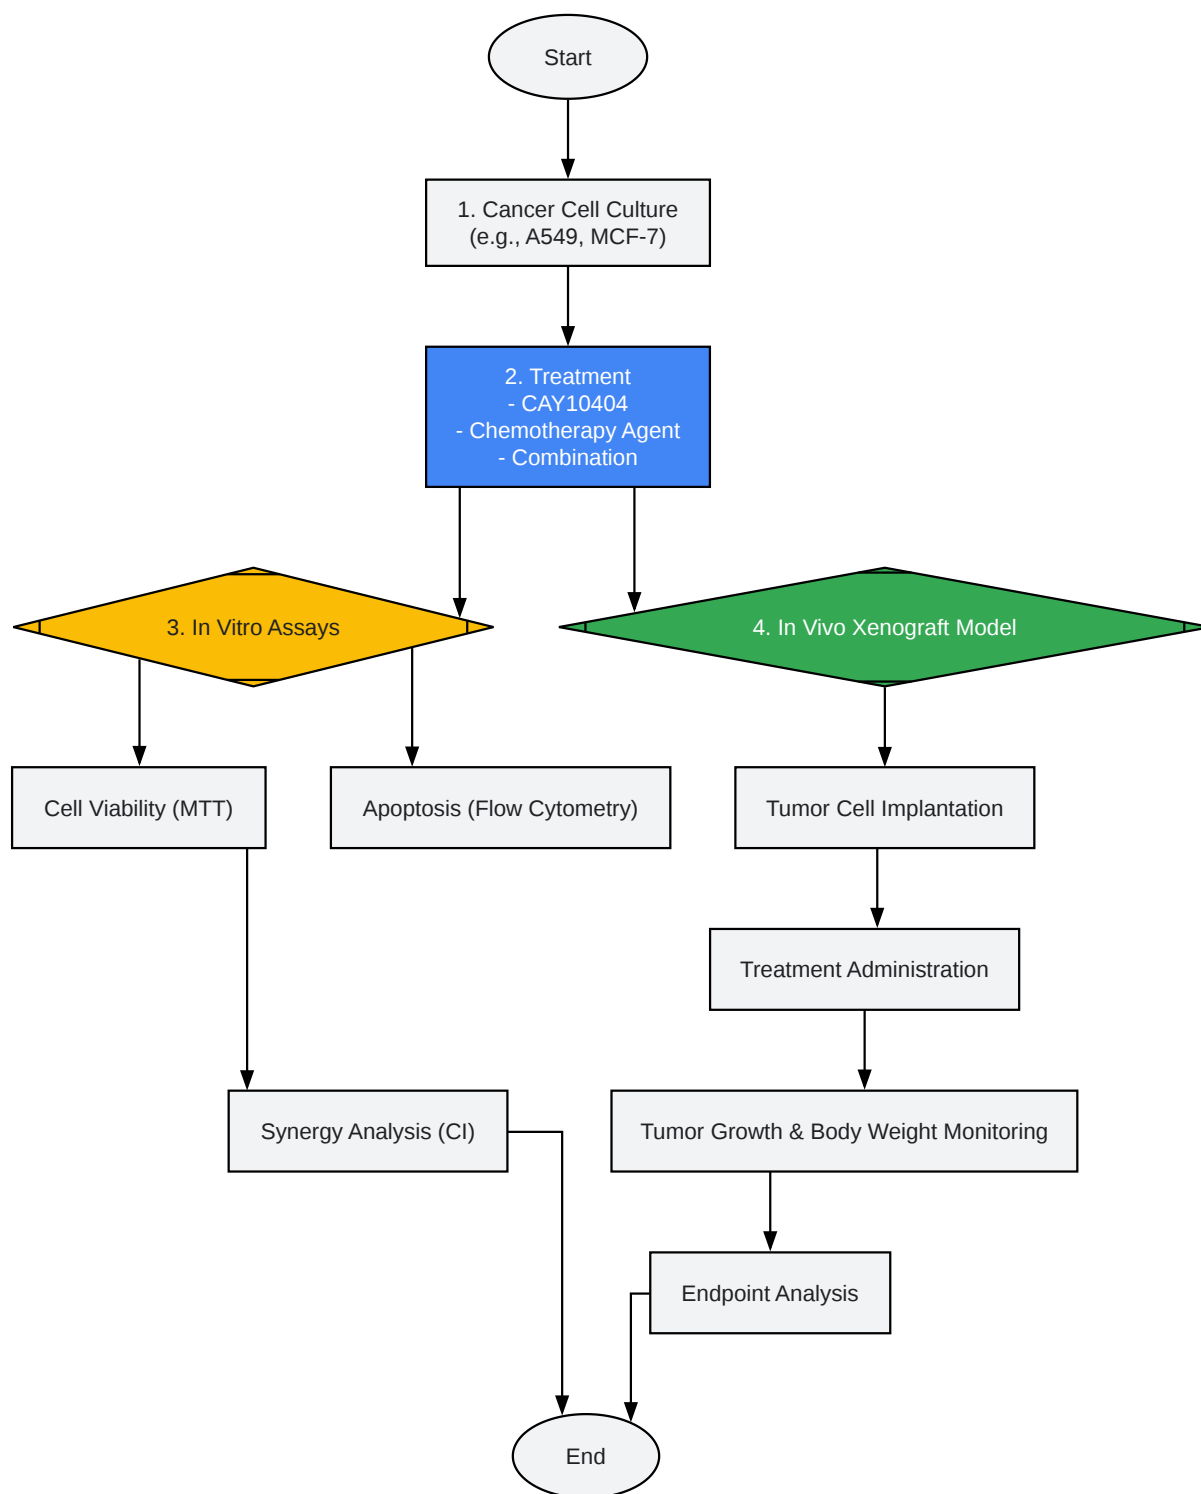 Start
1. Cancer Cell Culture
(e.g., A549, MCF-7)
2. Treatment
- CAY10404
- Chemotherapy Agent
- Combination
3. In Vitro Assays
4. In Vivo Xenograft Model
Cell Viability (MTT)
Apoptosis (Flow Cytometry)
Tumor Cell Implantation
Treatment Administration
Synergy Analysis (CI)
Tumor Growth & Body Weight Monitoring
Endpoint Analysis
End